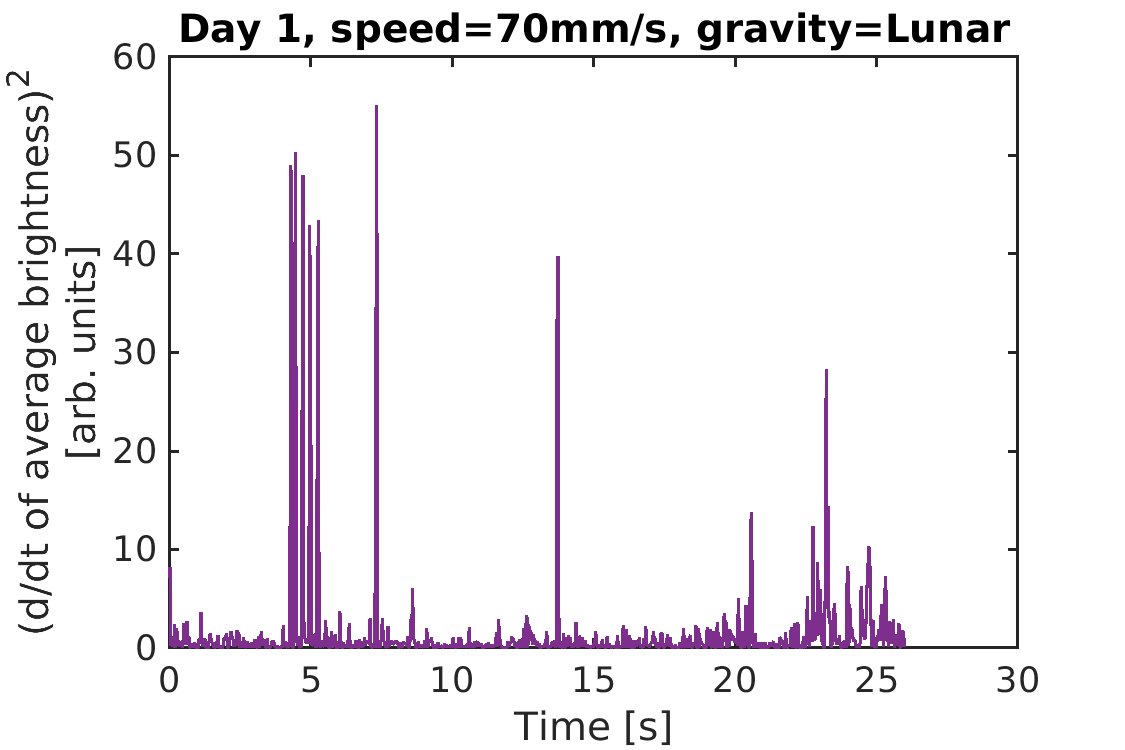 Day 1, speed=70mm/s, gravity=Lunar
(d/dt of average brightness)²
[arb. units]
60
50
40
30
20
10
0
0 5 10 15 20 25 30
Time [s]